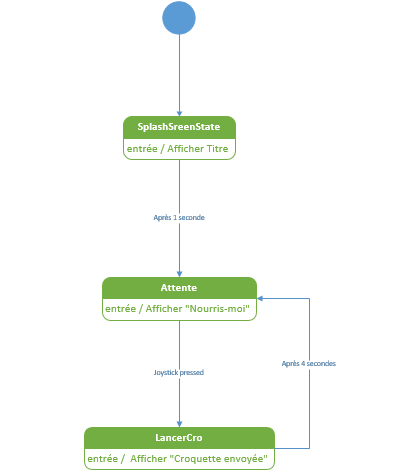 SplashSreenState
entrée / Afficher Titre
Après 1 seconde
Attente
entrée / Afficher "Nourris-moi"
Joystick pressed
Après 4 secondes
LancerCro
entrée /  Afficher "Croquette envoyée"